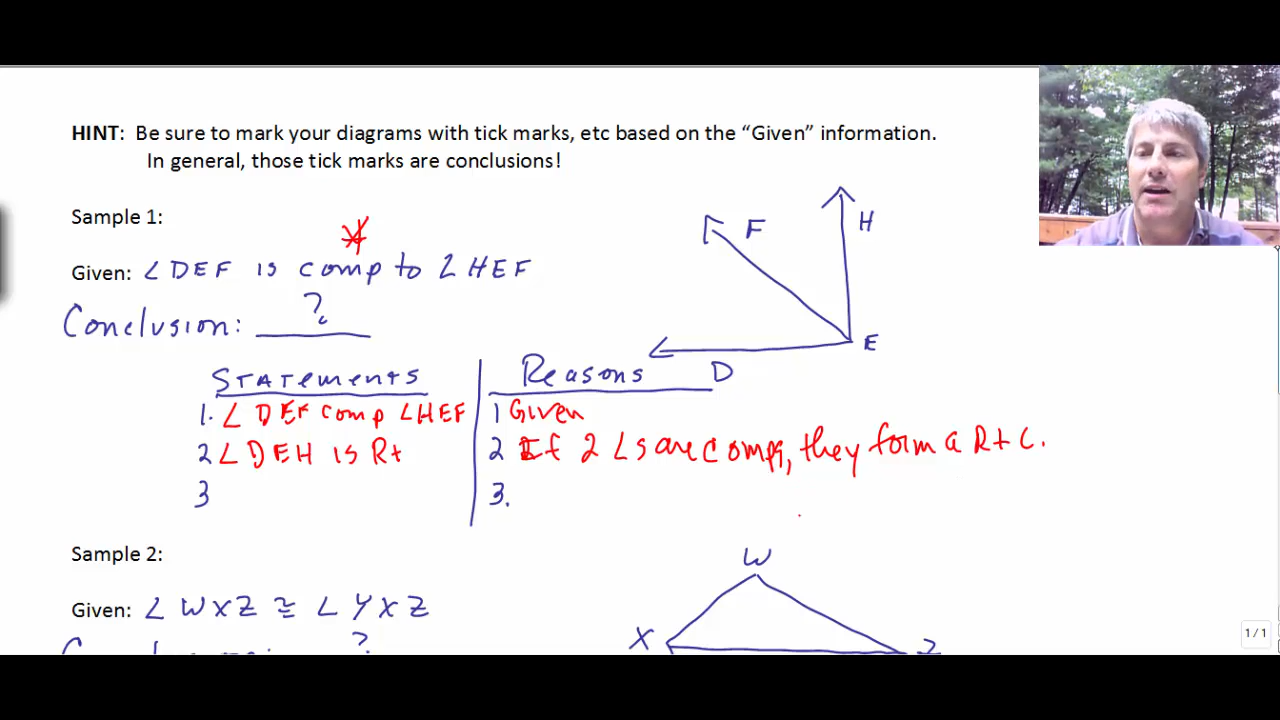 HINT: Be sure to mark your diagrams with tick marks, etc based on the “Given” information.
In general, those tick marks are conclusions!
Sample 1:
Given: ∠DEF is comp to ∠HEF
Conclusion: ?
F
H
E
D
Statements Reasons
1. ∠DEF comp ∠HEF 1 Given
2 ∠DEH is Rt 2 If 2 ∠s are comp, they form a Rt ∠.
3 3.
Sample 2:
W
Given: ∠WXZ ≅ ∠YXZ
X
Z
?
1 / 1